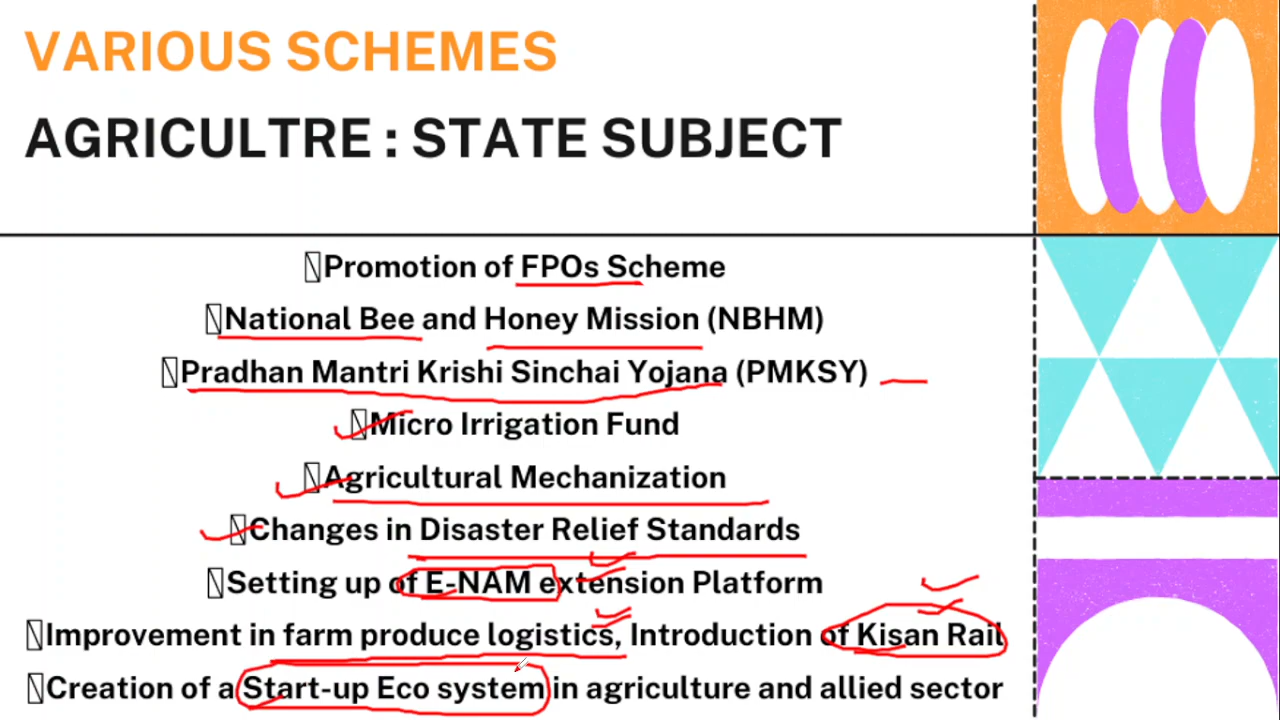 VARIOUS SCHEMES
AGRICULTRE : STATE SUBJECT
Promotion of FPOs Scheme
National Bee and Honey Mission (NBHM)
Pradhan Mantri Krishi Sinchai Yojana (PMKSY)
Micro Irrigation Fund
Agricultural Mechanization
Changes in Disaster Relief Standards
Setting up of E-NAM extension Platform
Improvement in farm produce logistics, Introduction of Kisan Rail
Creation of a Start-up Eco system in agriculture and allied sector